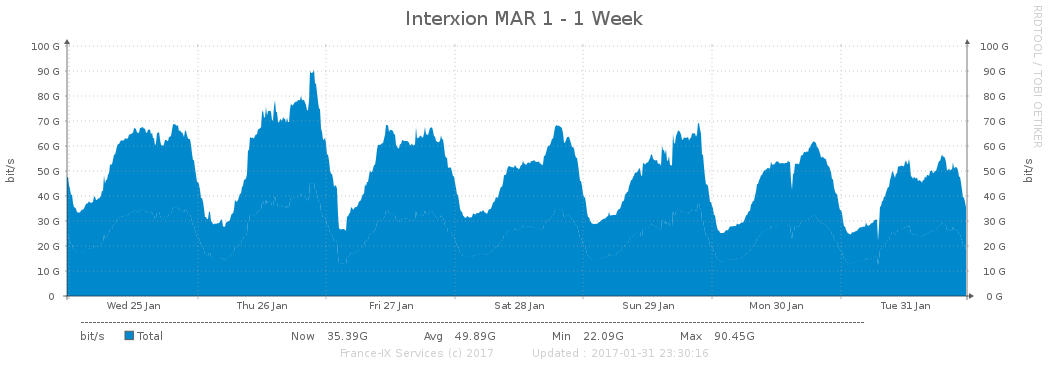 Interxion MAR 1 - 1 Week
RRDTOOL / TOBI OETIKER
bit/s
100 G
90 G
80 G
70 G
60 G
50 G
40 G
30 G
20 G
10 G
0
100 G
90 G
80 G
70 G
60 G
50 G
40 G
30 G
20 G
10 G
0 G
bit/s
Wed 25 Jan Thu 26 Jan Fri 27 Jan Sat 28 Jan Sun 29 Jan Mon 30 Jan Tue 31 Jan
bit/s Total Now 35.39G Avg 49.89G Min 22.09G Max 90.45G
France-IX Services (c) 2017 Updated : 2017-01-31 23:30:16